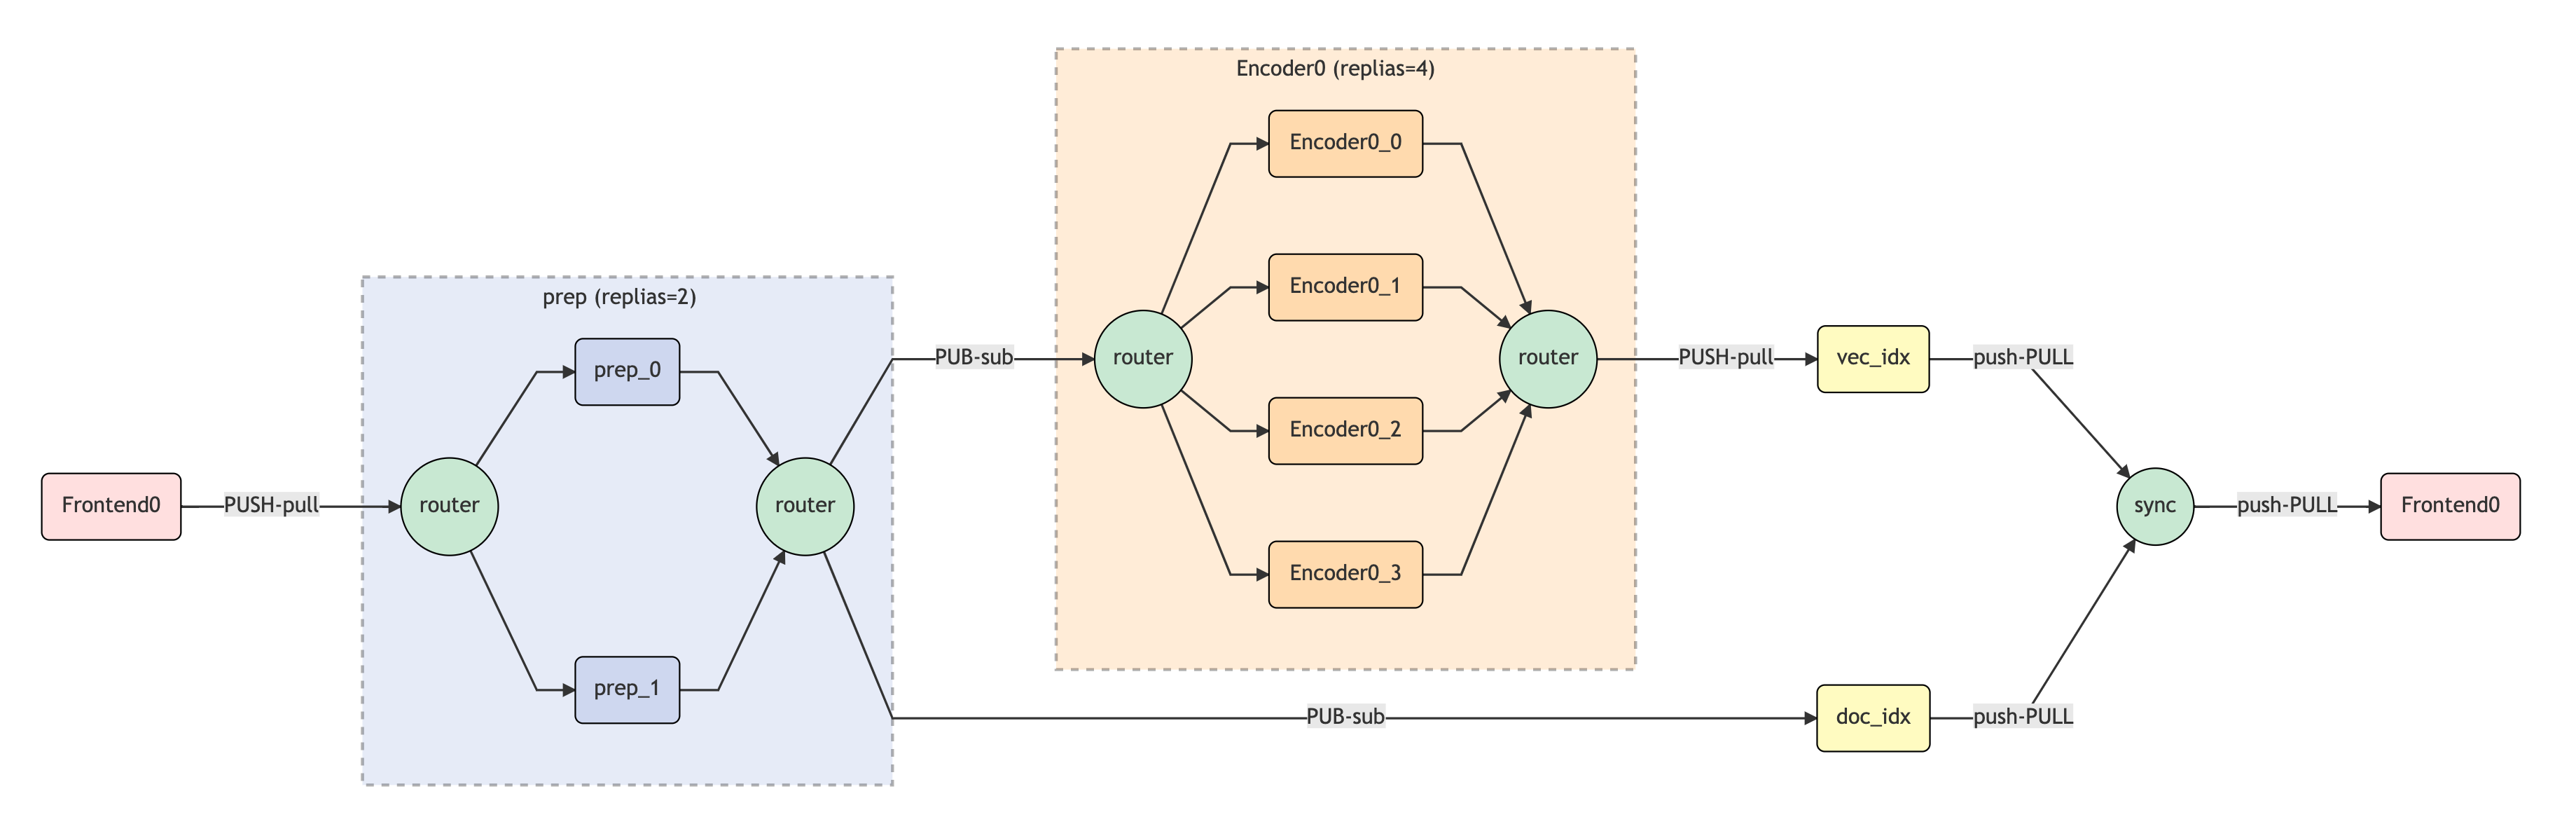 Frontend0
PUSH-pull
prep (replias=2)
router
prep_0
prep_1
router
PUB-sub
PUB-sub
Encoder0 (replias=4)
router
Encoder0_0
Encoder0_1
Encoder0_2
Encoder0_3
router
PUSH-pull
vec_idx
doc_idx
push-PULL
push-PULL
sync
push-PULL
Frontend0